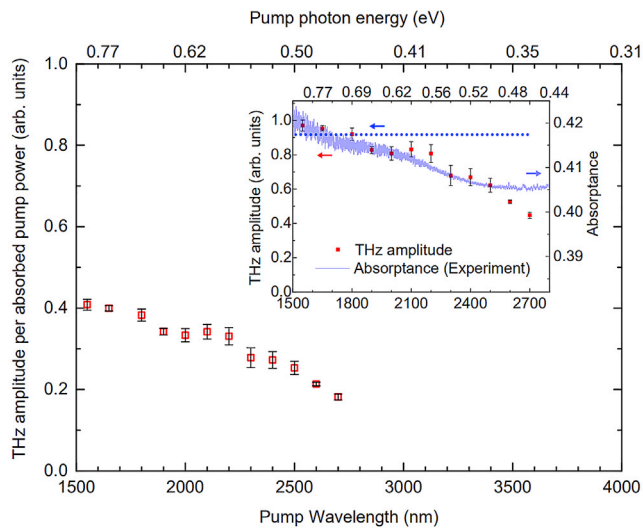 Pump photon energy (eV)
0.77 0.62 0.50 0.41 0.35 0.31
THz amplitude per absorbed pump power (arb. units)
1.0
0.8
0.6
0.4
0.2
0.0
0.77 0.69 0.62 0.56 0.52 0.48 0.44
THz amplitude (arb. units)
1.0
0.8
0.6
0.4
0.2
0.0
0.42
0.41
0.40
0.39
Absorptance
THz amplitude
Absorptance (Experiment)
1500 1800 2100 2400 2700
1500 2000 2500 3000 3500 4000
Pump Wavelength (nm)